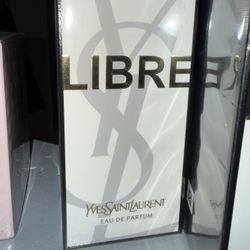 LIBRE
YVESSAINTLAURENT
EAU DE PARFUM